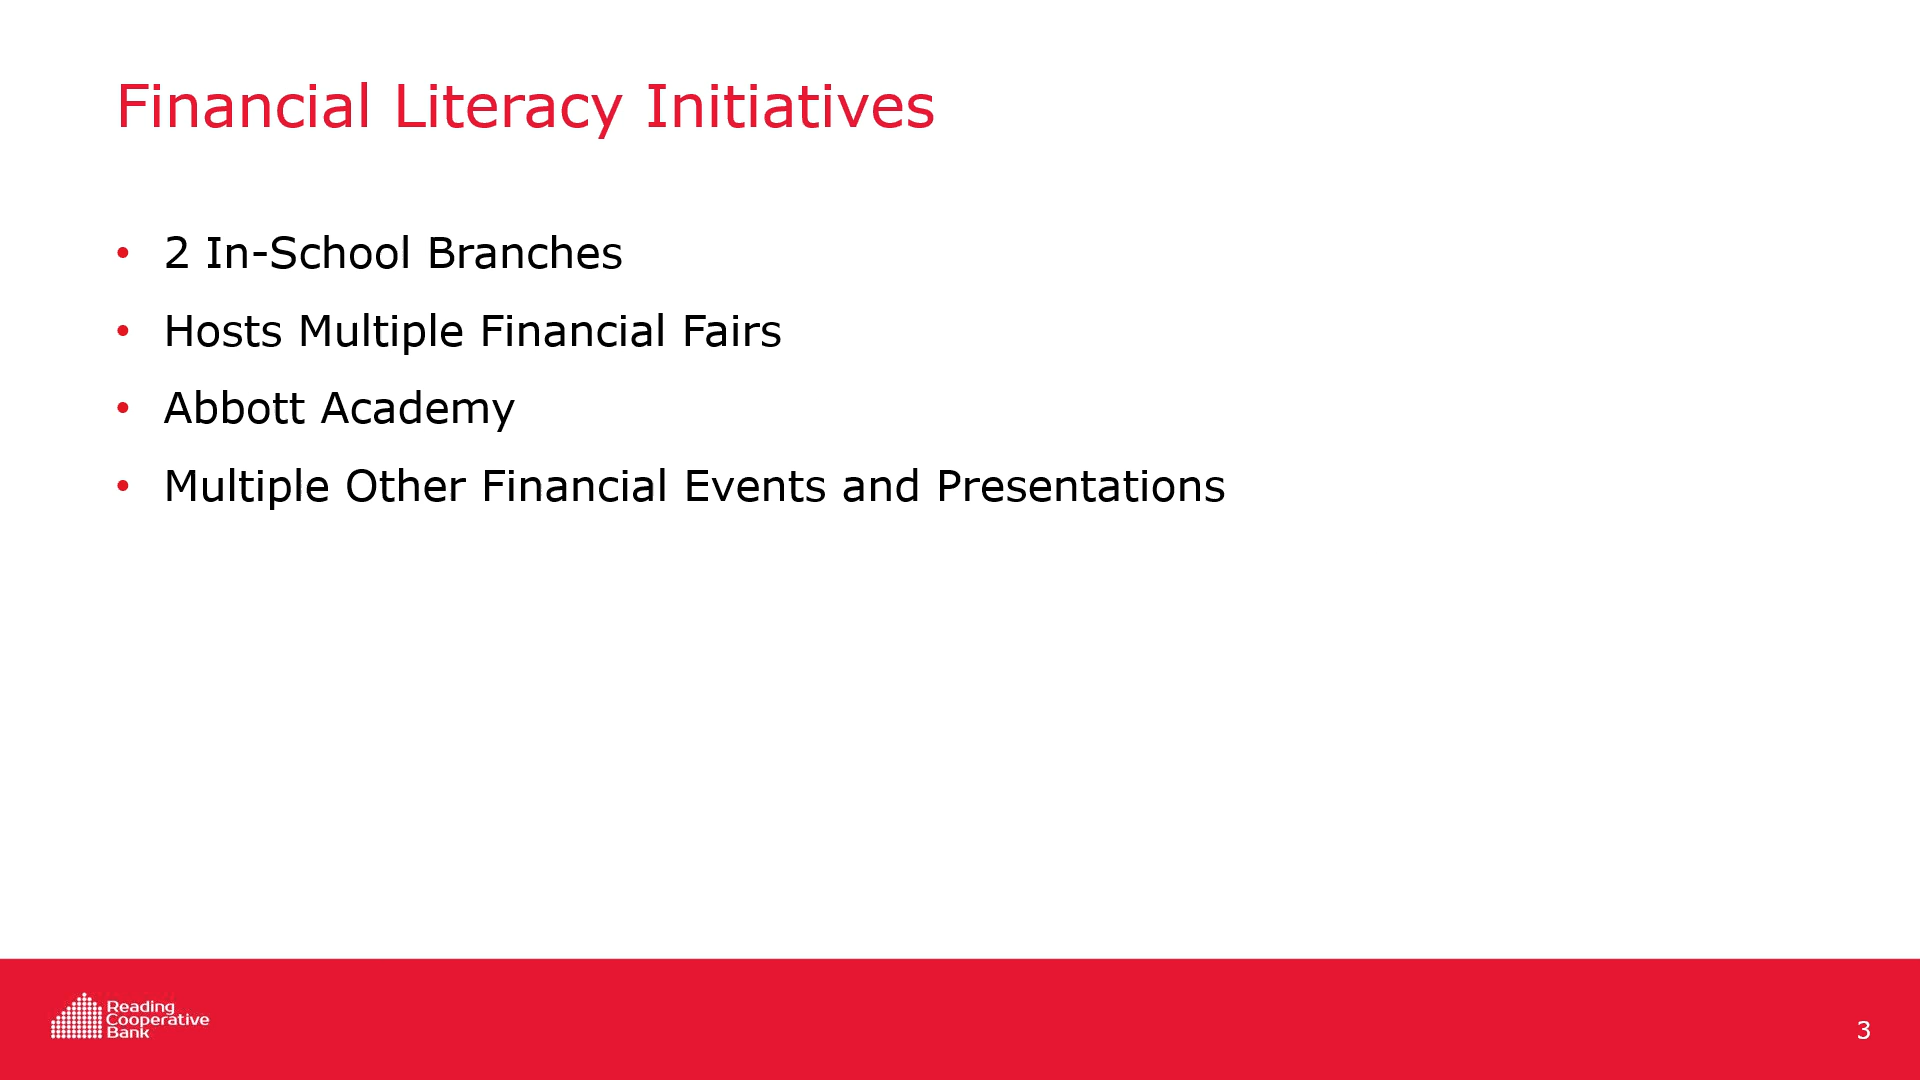 Financial Literacy Initiatives
• 2 In-School Branches
• Hosts Multiple Financial Fairs
• Abbott Academy
• Multiple Other Financial Events and Presentations
Reading
Cooperative
Bank
3